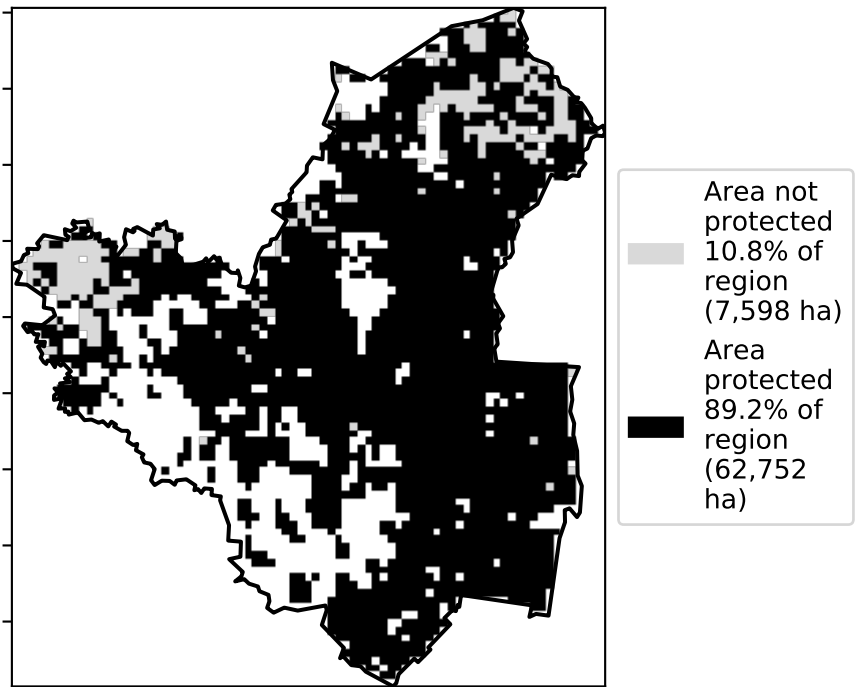 Area not
protected
10.8% of
region
(7,598 ha)
Area
protected
89.2% of
region
(62,752
ha)